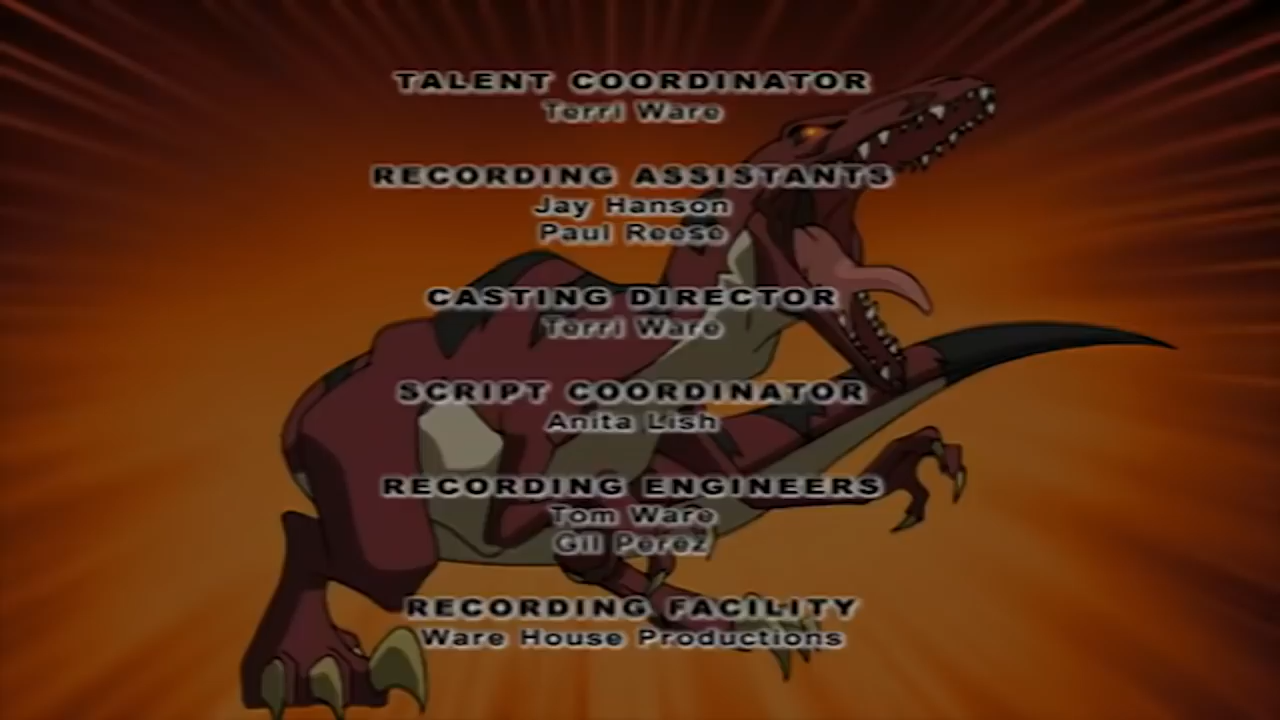 TALENT COORDINATOR
Terri Ware
RECORDING ASSISTANTS
Jay Hanson
Paul Reese
CASTING DIRECTOR
Terri Ware
SCRIPT COORDINATOR
Anita Lish
RECORDING ENGINEERS
Tom Ware
Gil Perez
RECORDING FACILITY
Ware House Productions